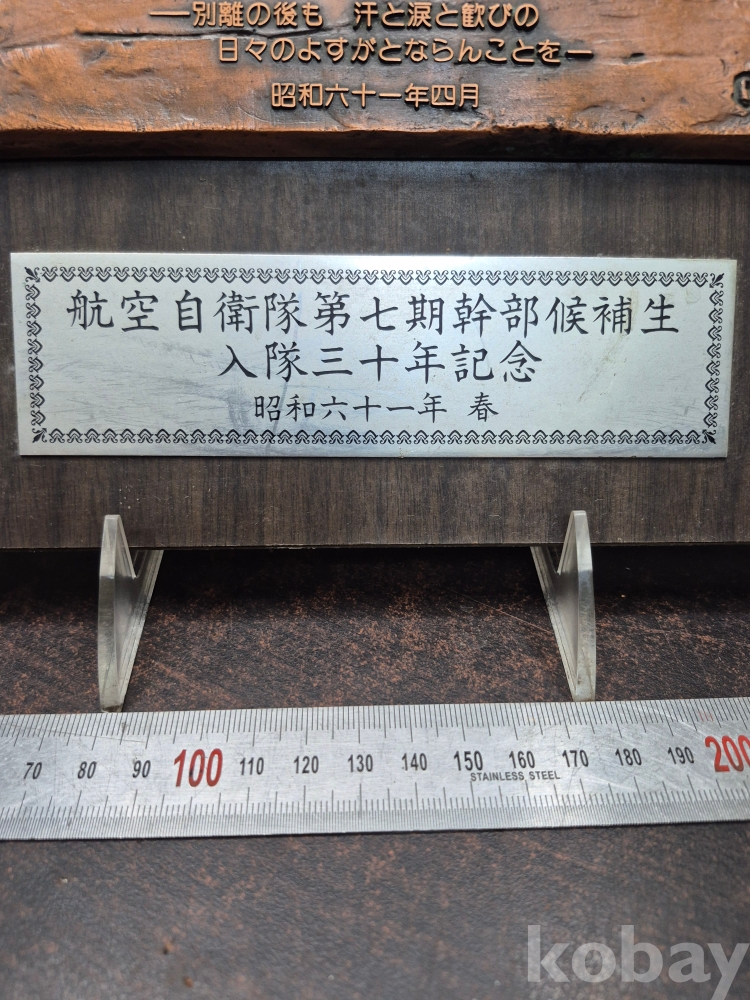 ―別離の後も 汗と涙と歓びの
日々のよすがとならんことを―
昭和六十一年四月
航空自衛隊第七期幹部候補生
入隊三十年記念
昭和六十一年 春
70 80 90 100 110 120 130 140 150 160 170 180 190 200
STAINLESS STEEL
kobay